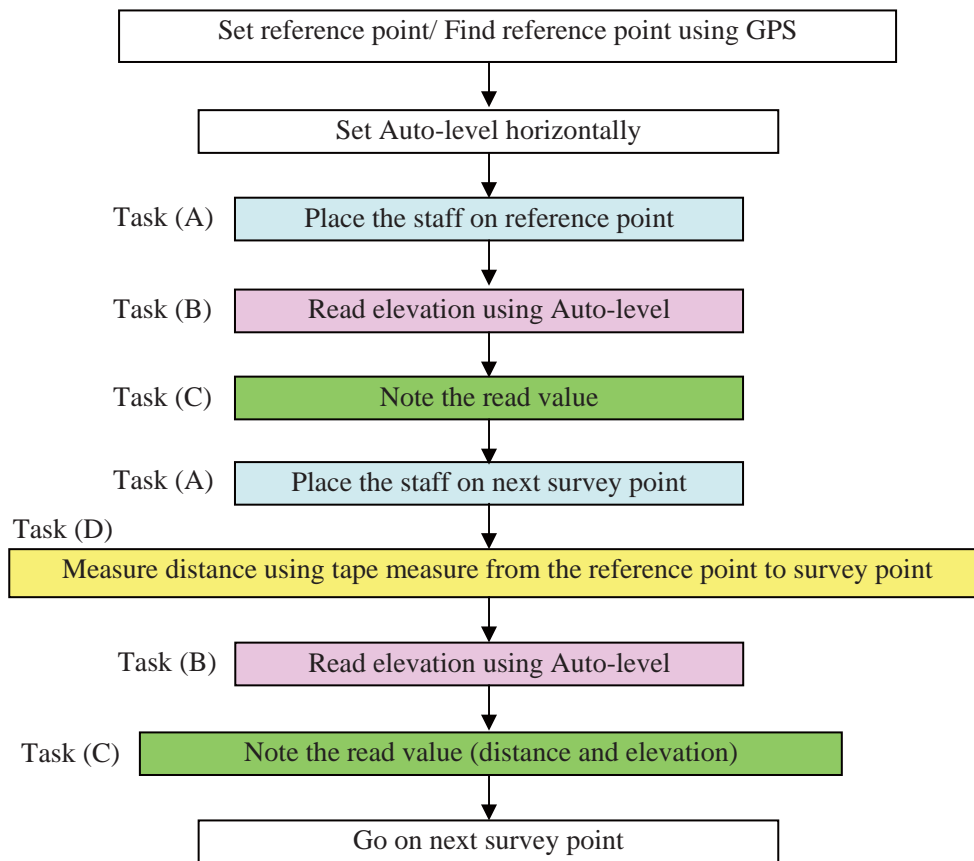 Set reference point/ Find reference point using GPS
Set Auto-level horizontally
Task (A)
Place the staff on reference point
Task (B)
Read elevation using Auto-level
Task (C)
Note the read value
Task (A)
Place the staff on next survey point
Task (D)
Measure distance using tape measure from the reference point to survey point
Task (B)
Read elevation using Auto-level
Task (C)
Note the read value (distance and elevation)
Go on next survey point